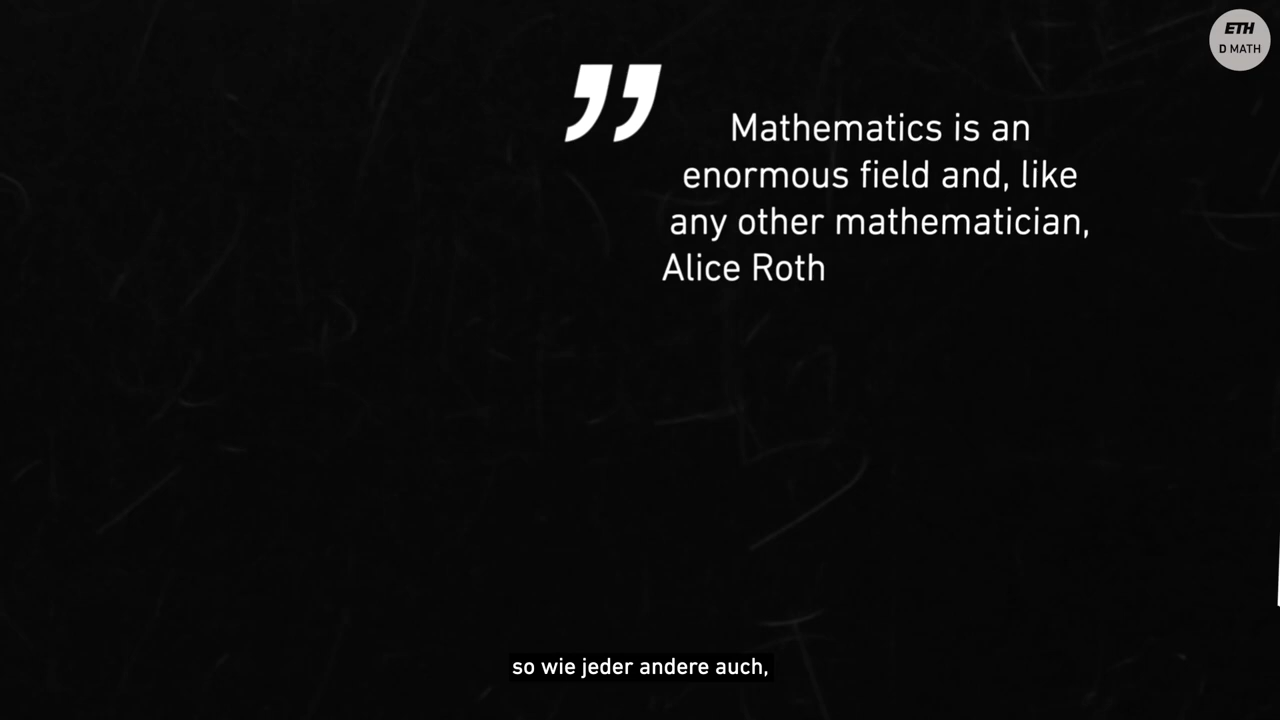 ETH
D MATH
” Mathematics is an
enormous field and, like
any other mathematician,
Alice Roth
so wie jeder andere auch,